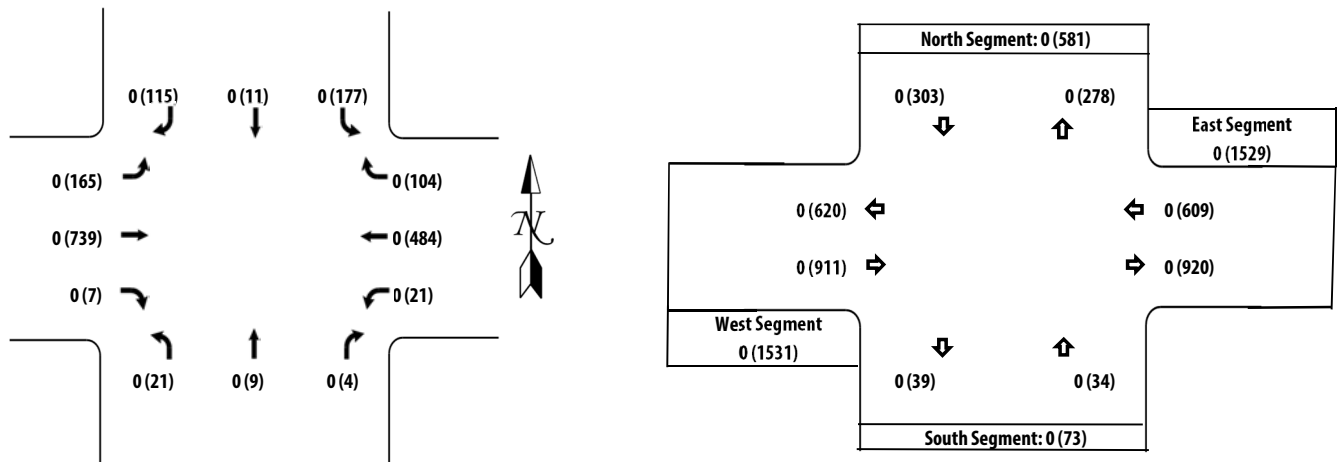 0 (115) 0 (11) 0 (177)
0 (165) 0 (104)
0 (739) 0 (484)
0 (7) 0 (21)
0 (21) 0 (9) 0 (4)
N
North Segment: 0 (581)
0 (303) 0 (278)
East Segment
0 (1529)
0 (620) 0 (609)
0 (911) 0 (920)
West Segment
0 (1531)
0 (39) 0 (34)
South Segment: 0 (73)